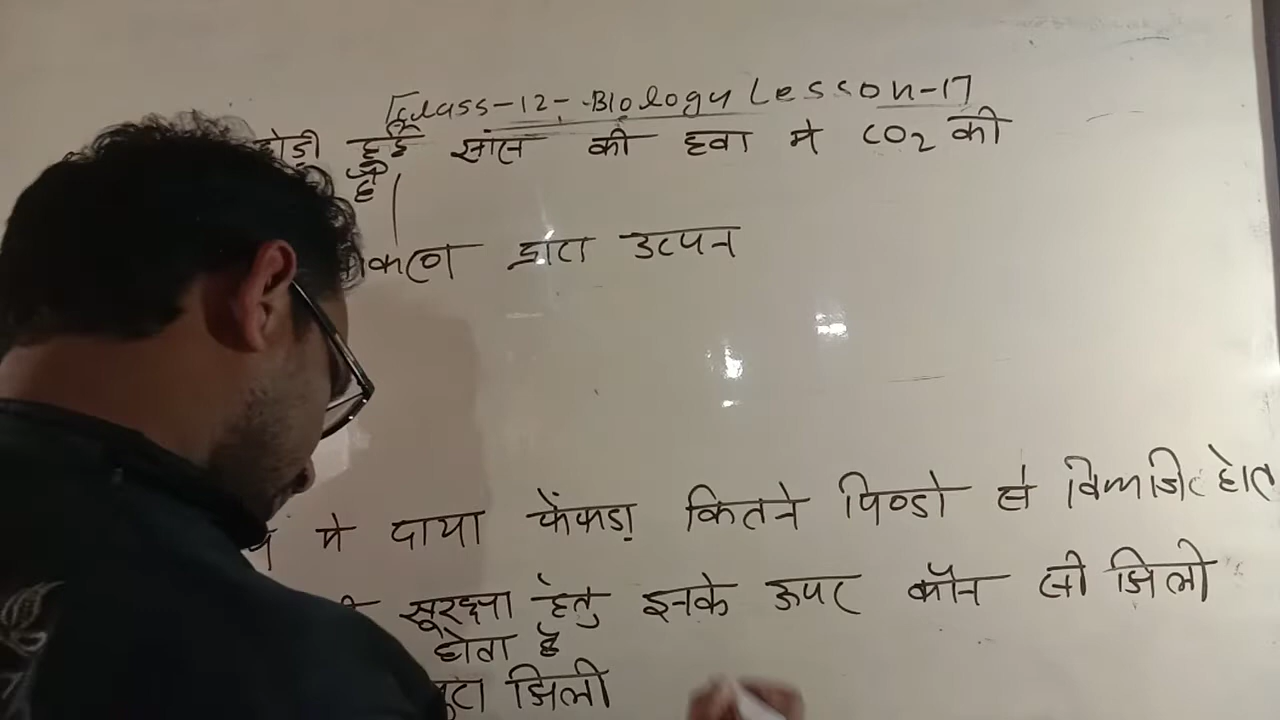 Class-12-Biology Lesson-17
हुई सांस की हवा मे CO2 की
है
द्वारा उत्पन
मे दाया फेंफडा़ कितने पिण्डो से विभाजित होत
सूरक्षा हेतु इनके ऊपर कौन सी झिली
होता है
झिली